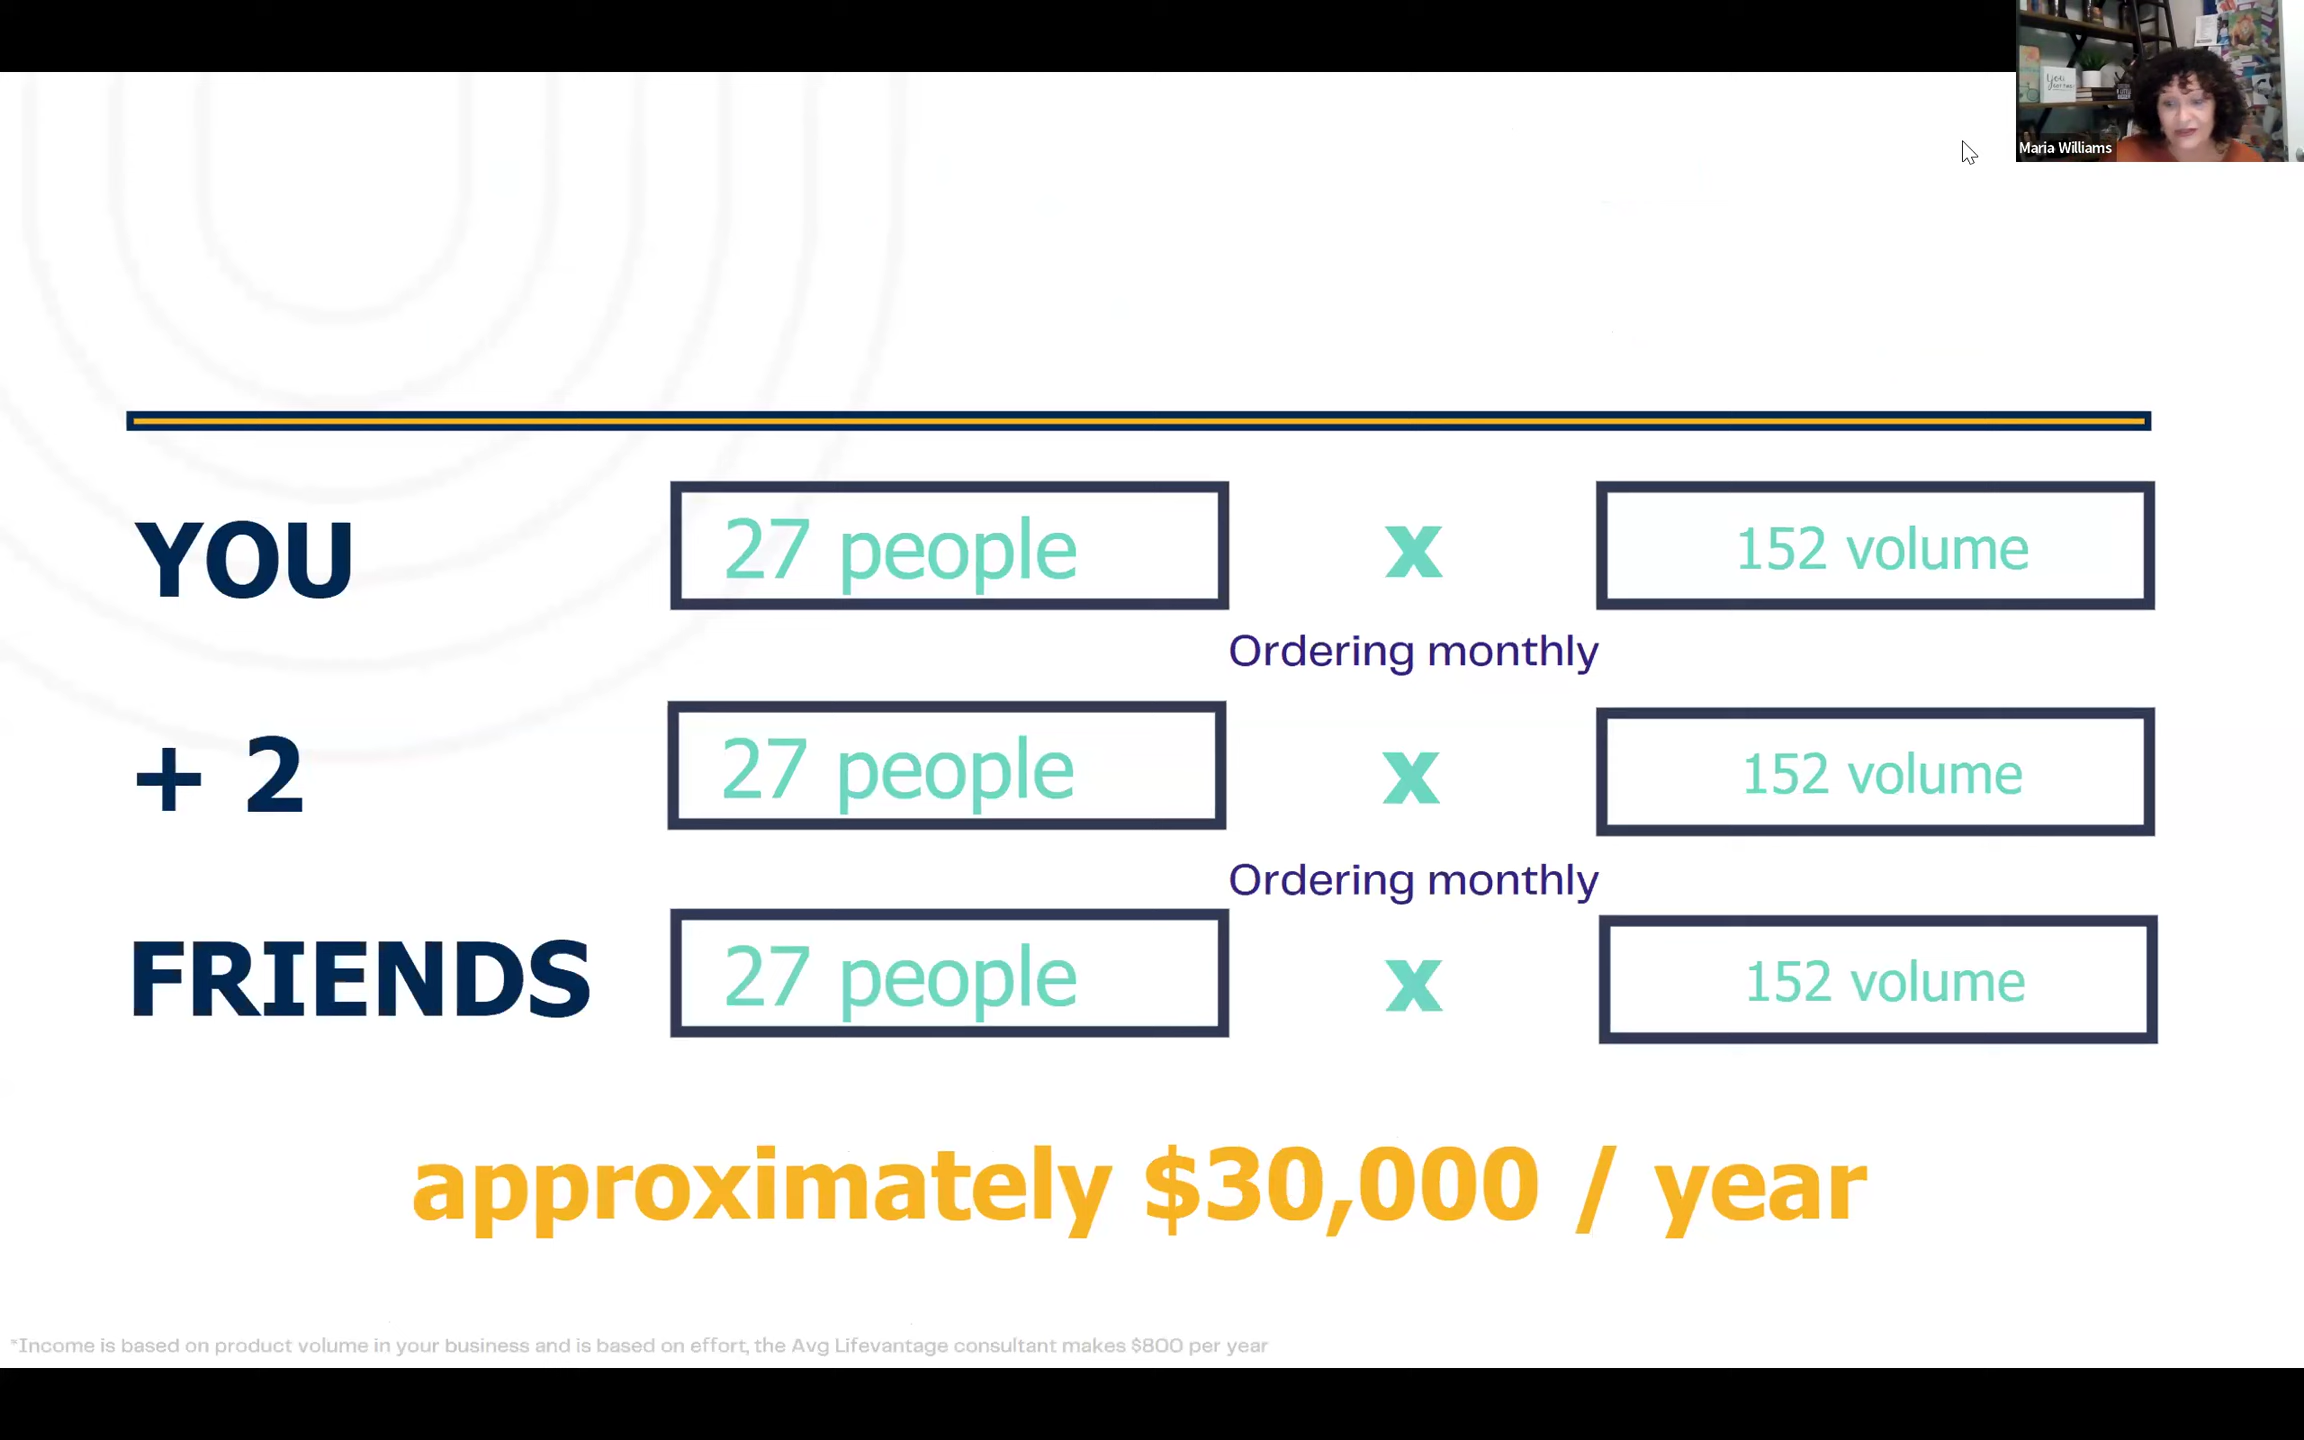 Maria Williams
YOU 27 people x 152 volume
Ordering monthly
+ 2 27 people x 152 volume
Ordering monthly
FRIENDS 27 people x 152 volume
approximately $30,000 / year
*Income is based on product volume in your business and is based on effort, the Avg Lifevantage consultant makes $800 per year